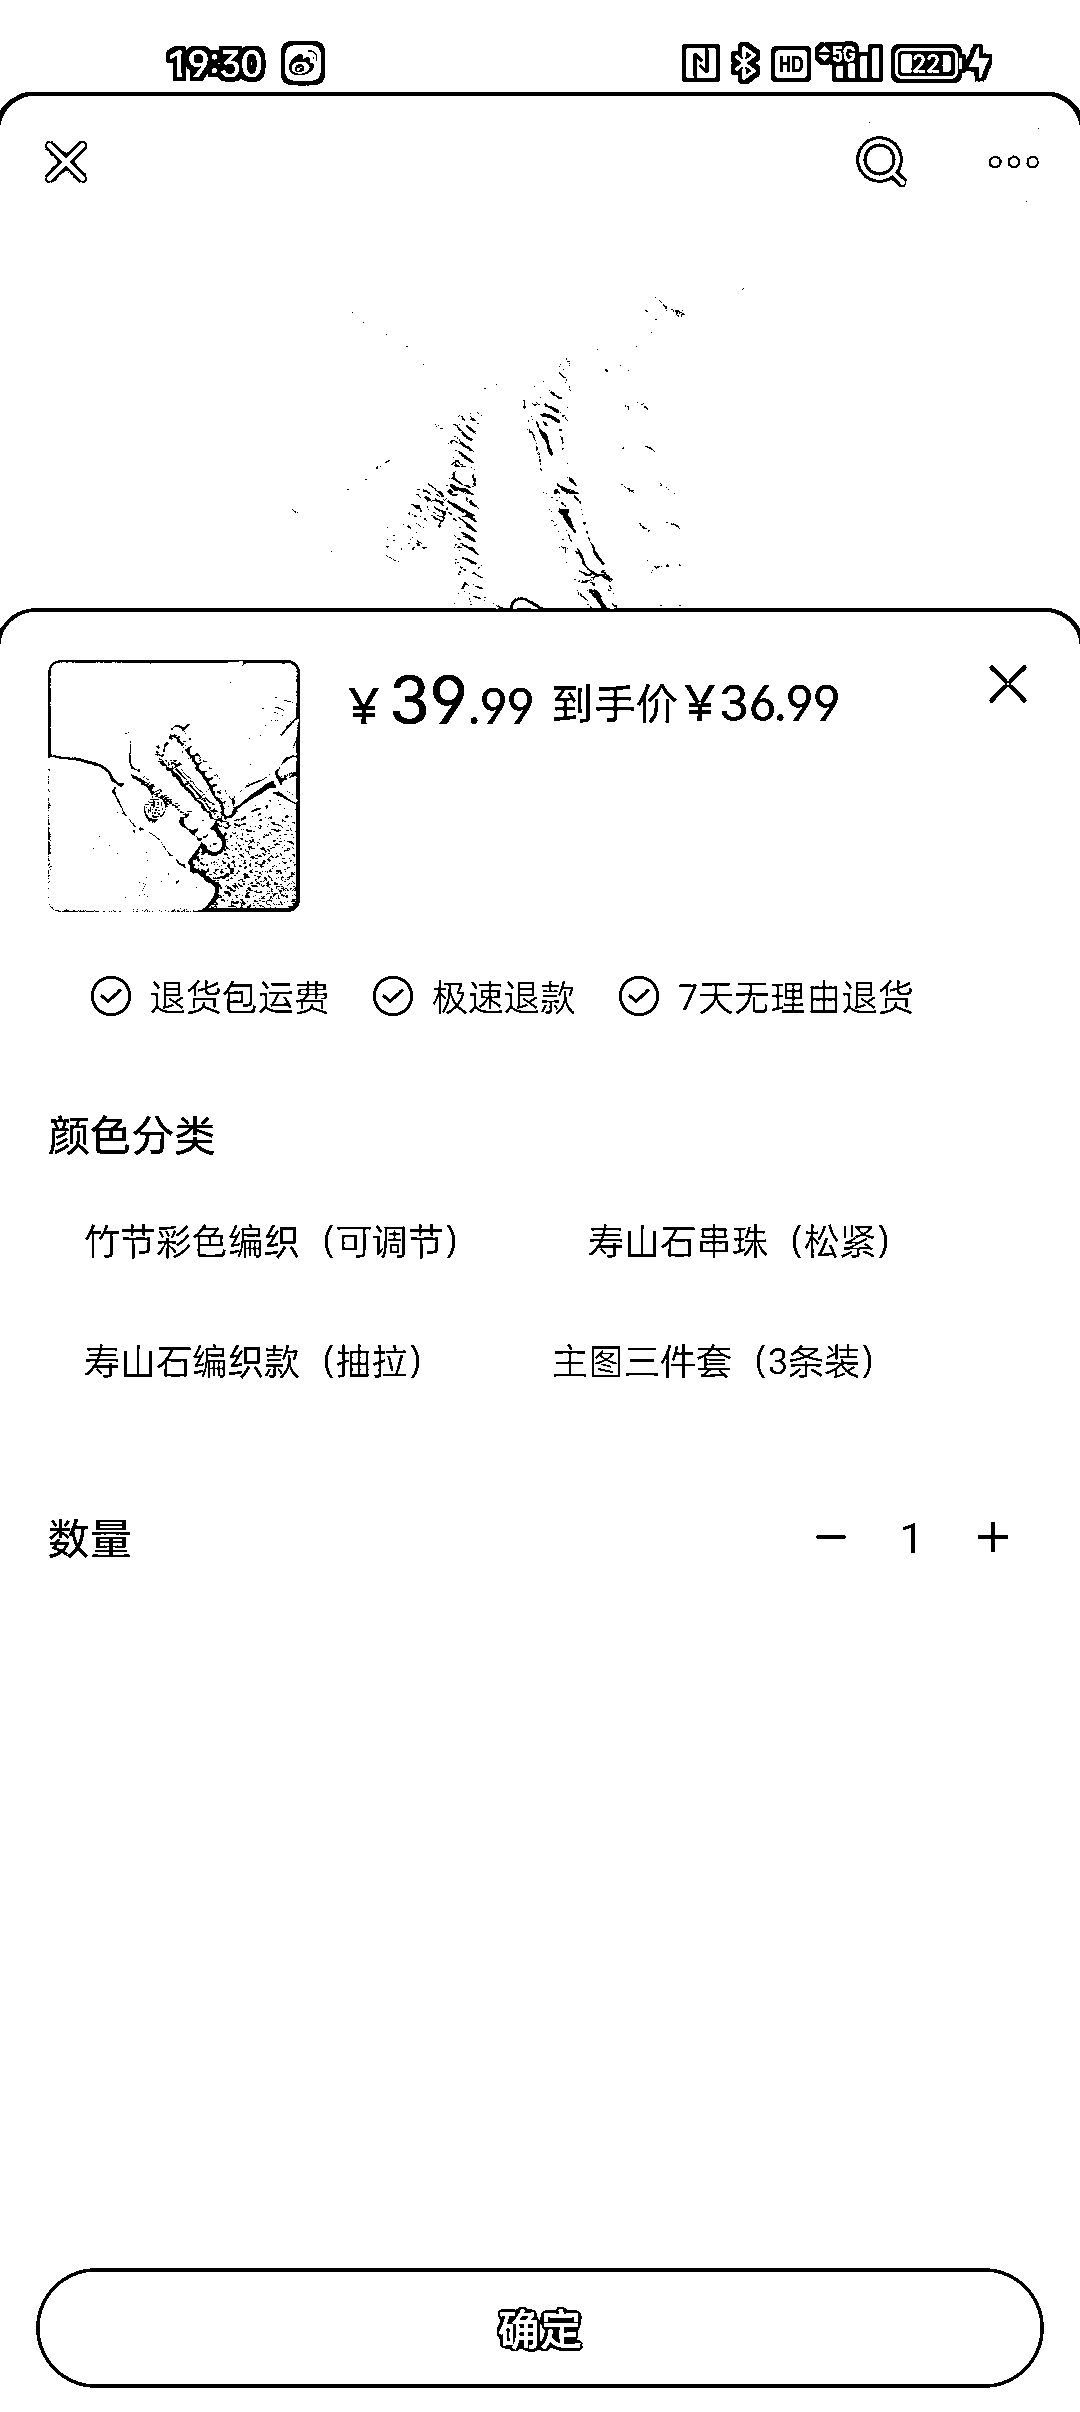 19:30 HD 5G 22
¥39.99 到手价¥36.99
退货包运费 极速退款 7天无理由退货
颜色分类
竹节彩色编织（可调节） 寿山石串珠（松紧）
寿山石编织款（抽拉） 主图三件套（3条装）
数量 1
确定